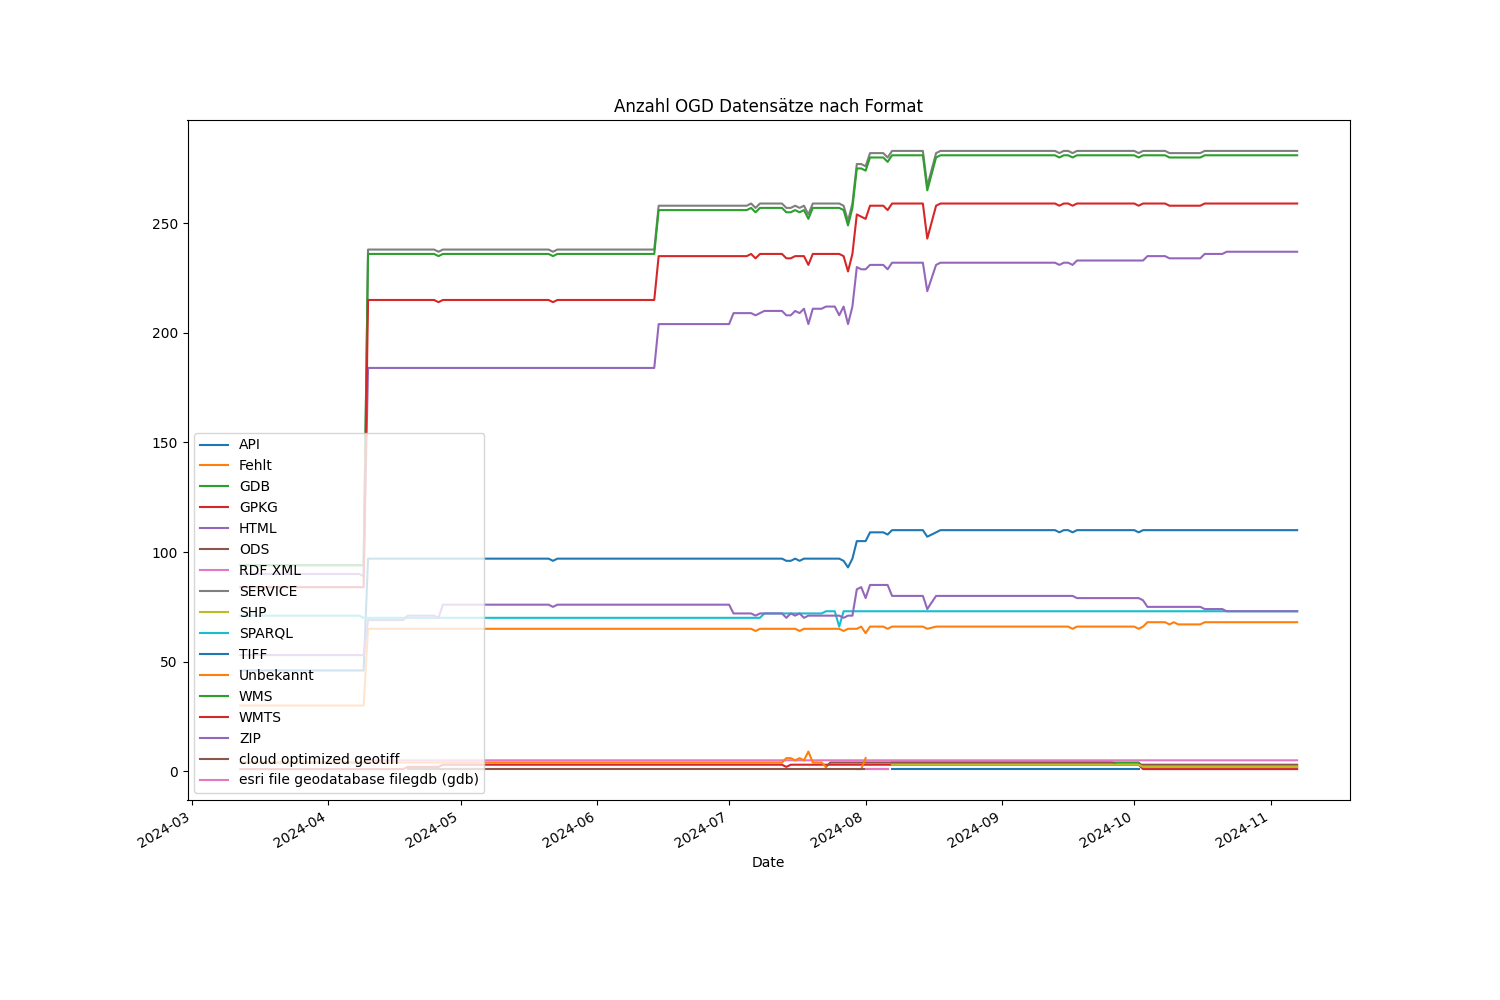 Anzahl OGD Datensätze nach Format
250
200
150
100
50
0
API
Fehlt
GDB
GPKG
HTML
ODS
RDF XML
SERVICE
SHP
SPARQL
TIFF
Unbekannt
WMS
WMTS
ZIP
cloud optimized geotiff
esri file geodatabase filegdb (gdb)
2024-03
2024-04
2024-05
2024-06
2024-07
2024-08
2024-09
2024-10
2024-11
Date